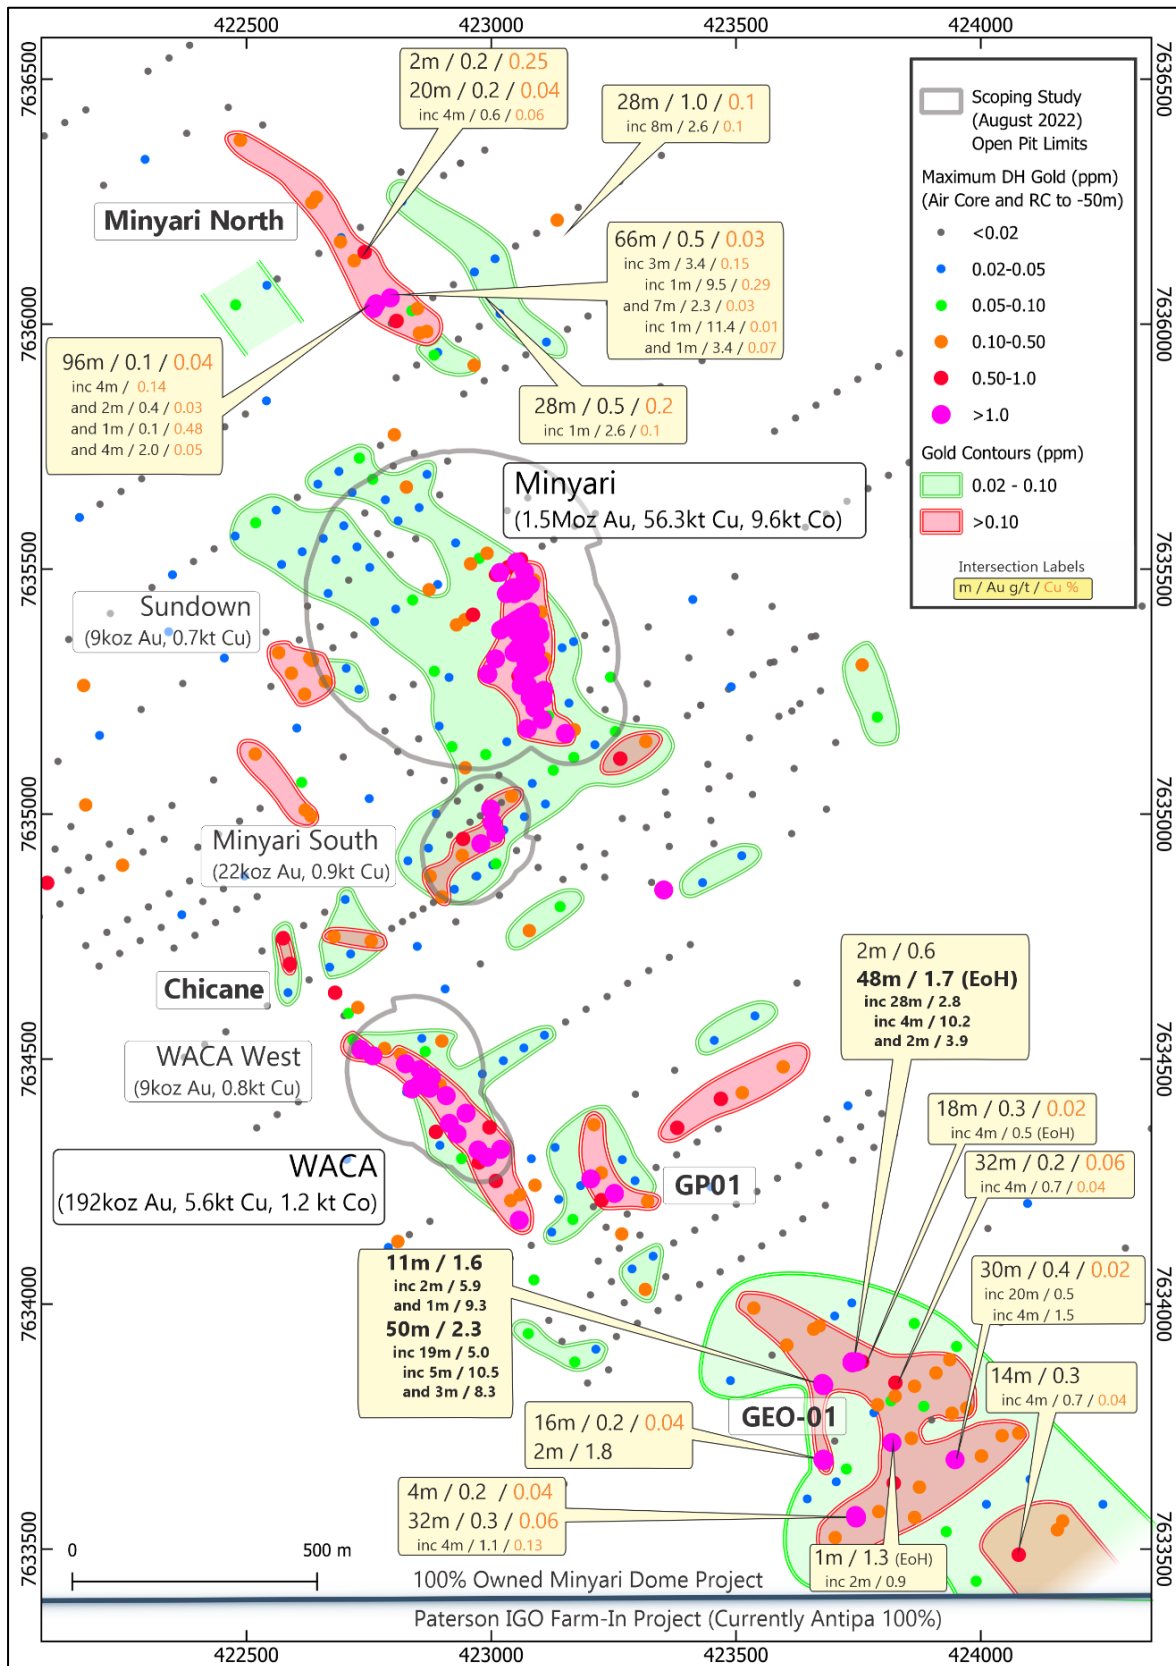 422500 423000 423500 424000
7636500
7636500
2m / 0.2 / 0.25
20m / 0.2 / 0.04
inc 4m / 0.6 / 0.06
28m / 1.0 / 0.1
inc 8m / 2.6 / 0.1
Scoping Study
(August 2022)
Open Pit Limits
Maximum DH Gold (ppm)
(Air Core and RC to -50m)
<0.02
0.02-0.05
0.05-0.10
0.10-0.50
0.50-1.0
>1.0
Gold Contours (ppm)
0.02 - 0.10
>0.10
Intersection Labels
m / Au g/t / Cu %
Minyari North
66m / 0.5 / 0.03
inc 3m / 3.4 / 0.15
inc 1m / 9.5 / 0.29
and 7m / 2.3 / 0.03
inc 1m / 11.4 / 0.01
and 1m / 3.4 / 0.07
7636000
7636000
96m / 0.1 / 0.04
inc 4m / 0.14
and 2m / 0.4 / 0.03
and 1m / 0.1 / 0.48
and 4m / 2.0 / 0.05
28m / 0.5 / 0.2
inc 1m / 2.6 / 0.1
Minyari
(1.5Moz Au, 56.3kt Cu, 9.6kt Co)
7635500
7635500
Sundown
(9koz Au, 0.7kt Cu)
7635000
7635000
Minyari South
(22koz Au, 0.9kt Cu)
Chicane
2m / 0.6
48m / 1.7 (EoH)
inc 28m / 2.8
inc 4m / 10.2
and 2m / 3.9
WACA West
(9koz Au, 0.8kt Cu)
7634500
7634500
18m / 0.3 / 0.02
inc 4m / 0.5 (EoH)
32m / 0.2 / 0.06
inc 4m / 0.7 / 0.04
WACA
(192koz Au, 5.6kt Cu, 1.2 kt Co)
GP01
11m / 1.6
inc 2m / 5.9
and 1m / 9.3
50m / 2.3
inc 19m / 5.0
inc 5m / 10.5
and 3m / 8.3
30m / 0.4 / 0.02
inc 20m / 0.5
inc 4m / 1.5
7634000
7634000
14m / 0.3
inc 4m / 0.7 / 0.04
GEO-01
16m / 0.2 / 0.04
2m / 1.8
4m / 0.2 / 0.04
32m / 0.3 / 0.06
inc 4m / 1.1 / 0.13
1m / 1.3 (EoH)
inc 2m / 0.9
7633500
7633500
0 500 m
100% Owned Minyari Dome Project
Paterson IGO Farm-In Project (Currently Antipa 100%)
422500 423000 423500 424000